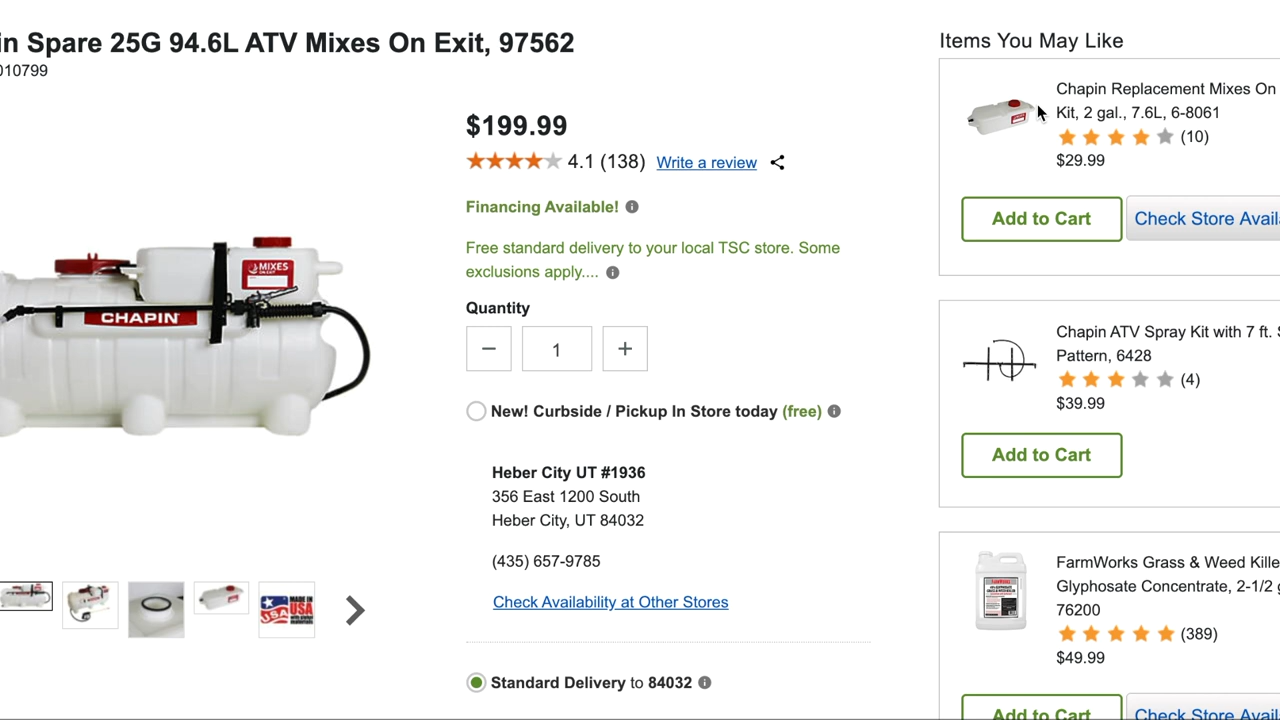 in Spare 25G 94.6L ATV Mixes On Exit, 97562
010799
$199.99
4.1 (138) Write a review
Financing Available!
Free standard delivery to your local TSC store. Some
exclusions apply....
Quantity
1
New! Curbside / Pickup In Store today (free)
Heber City UT #1936
356 East 1200 South
Heber City, UT 84032
(435) 657-9785
Check Availability at Other Stores
Standard Delivery to 84032
MIXES
ON EXIT
CHAPIN
MADE IN
USA
Items You May Like
Chapin Replacement Mixes On
Kit, 2 gal., 7.6L, 6-8061
(10)
$29.99
Add to Cart
Check Store Avail
Chapin ATV Spray Kit with 7 ft. S
Pattern, 6428
(4)
$39.99
Add to Cart
FarmWorks Grass & Weed Kille
Glyphosate Concentrate, 2-1/2 g
76200
(389)
$49.99
Add to Cart
Check Store Avail